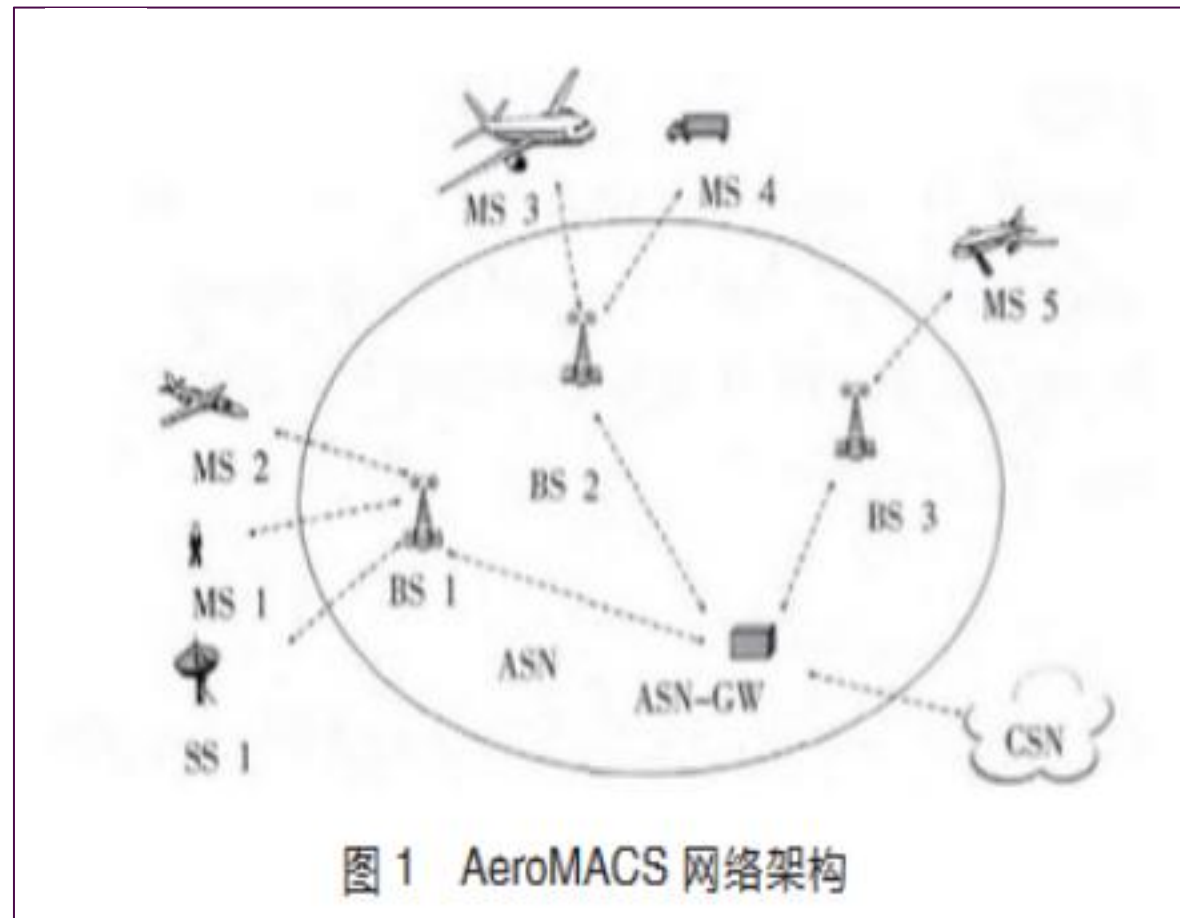 MS 3
MS 4
MS 5
MS 2
BS 2
BS 3
MS 1
BS 1
ASN
ASN-GW
SS 1
CSN
图 1 AeroMACS 网络架构